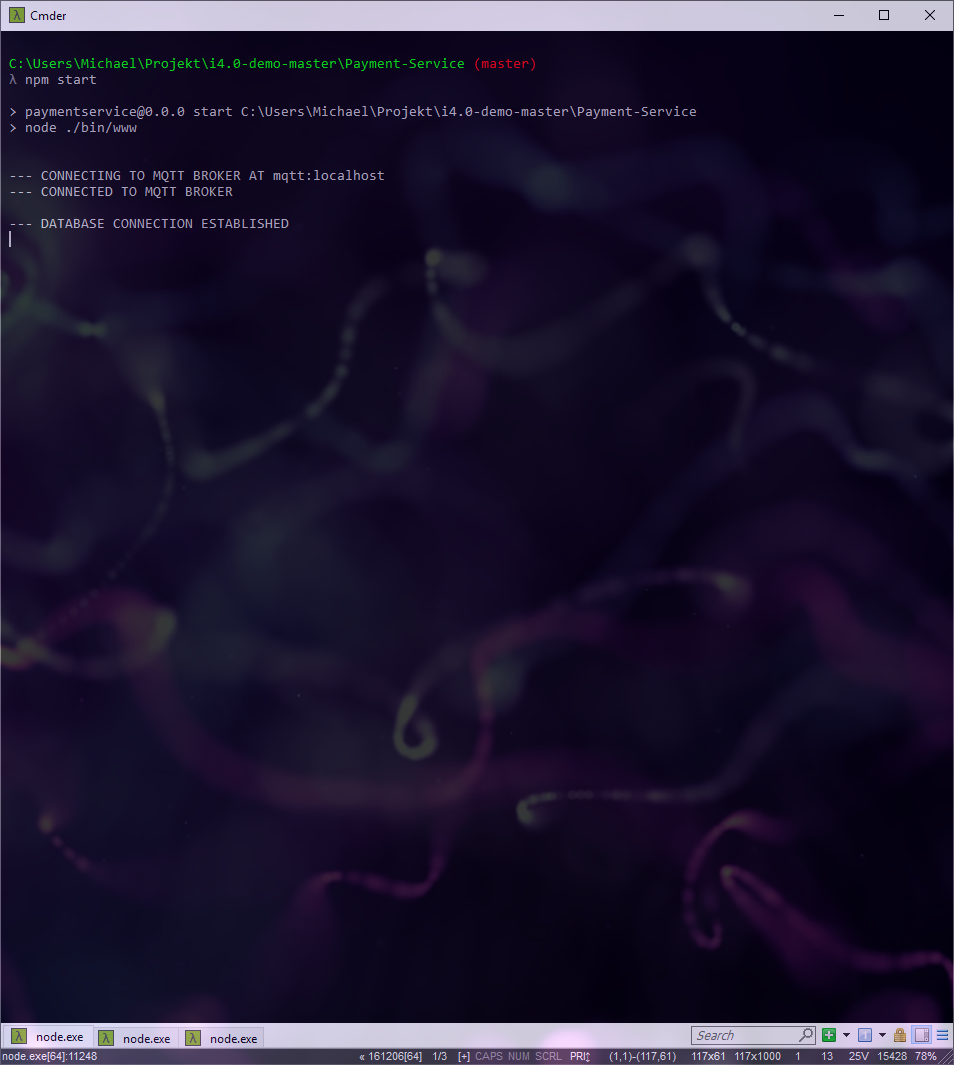 Cmder
C:\Users\Michael\Projekt\i4.0-demo-master\Payment-Service (master)
λ npm start
> paymentservice@0.0.0 start C:\Users\Michael\Projekt\i4.0-demo-master\Payment-Service
> node ./bin/www
--- CONNECTING TO MQTT BROKER AT mqtt:localhost
--- CONNECTED TO MQTT BROKER
--- DATABASE CONNECTION ESTABLISHED
node.exe node.exe node.exe Search
node.exe[64]:11248 « 161206[64] 1/3 [+] CAPS NUM SCRL PRI↕ (1,1)-(117,61) 117x61 117x1000 1 13 25V 15428 78%